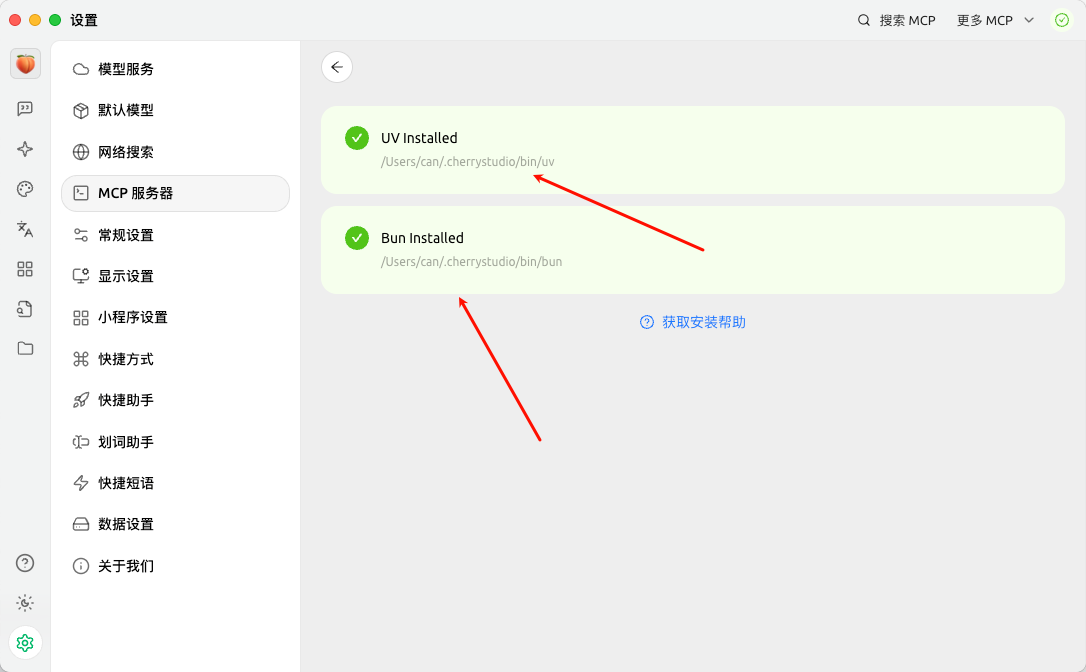 设置
搜索 MCP
更多 MCP
模型服务
默认模型
网络搜索
MCP 服务器
常规设置
显示设置
小程序设置
快捷方式
快捷助手
划词助手
快捷短语
数据设置
关于我们
UV Installed
/Users/can/.cherrystudio/bin/uv
Bun Installed
/Users/can/.cherrystudio/bin/bun
获取安装帮助